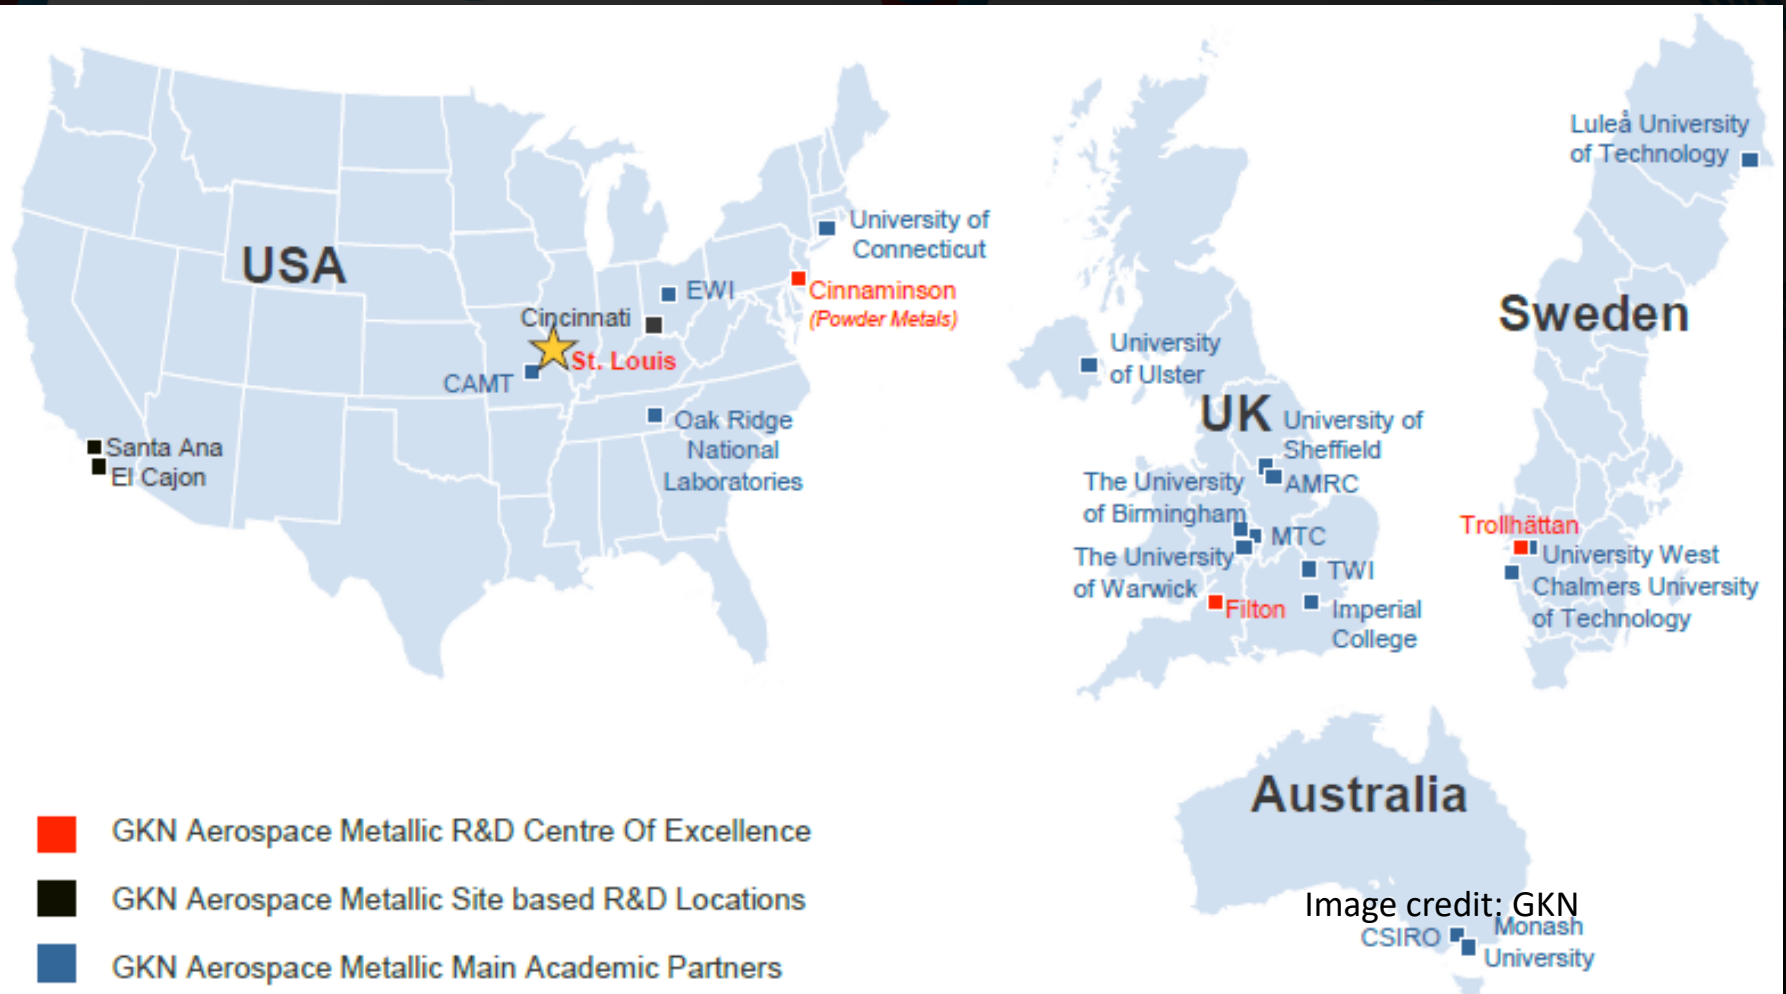 USA
University of
Connecticut
EWI
Cinnaminson
(Powder Metals)
Cincinnati
St. Louis
CAMT
Oak Ridge
National
Laboratories
Santa Ana
El Cajon
University
of Ulster
UK
University of
Sheffield
AMRC
The University
of Birmingham
MTC
The University
of Warwick
TWI
Filton
Imperial
College
Luleå University
of Technology
Sweden
Trollhättan
University West
Chalmers University
of Technology
Australia
Image credit: GKN
CSIRO
Monash
University
GKN Aerospace Metallic R&D Centre Of Excellence
GKN Aerospace Metallic Site based R&D Locations
GKN Aerospace Metallic Main Academic Partners